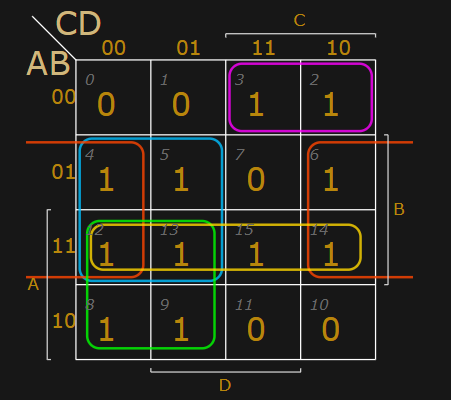 CD
C
00 01 11 10
AB
0 1 3 2
00 0 0 1 1
4 5 7 6
01 1 1 0 1
B
12 13 15 14
11 1 1 1 1
A
8 9 11 10
10 1 1 0 0
D